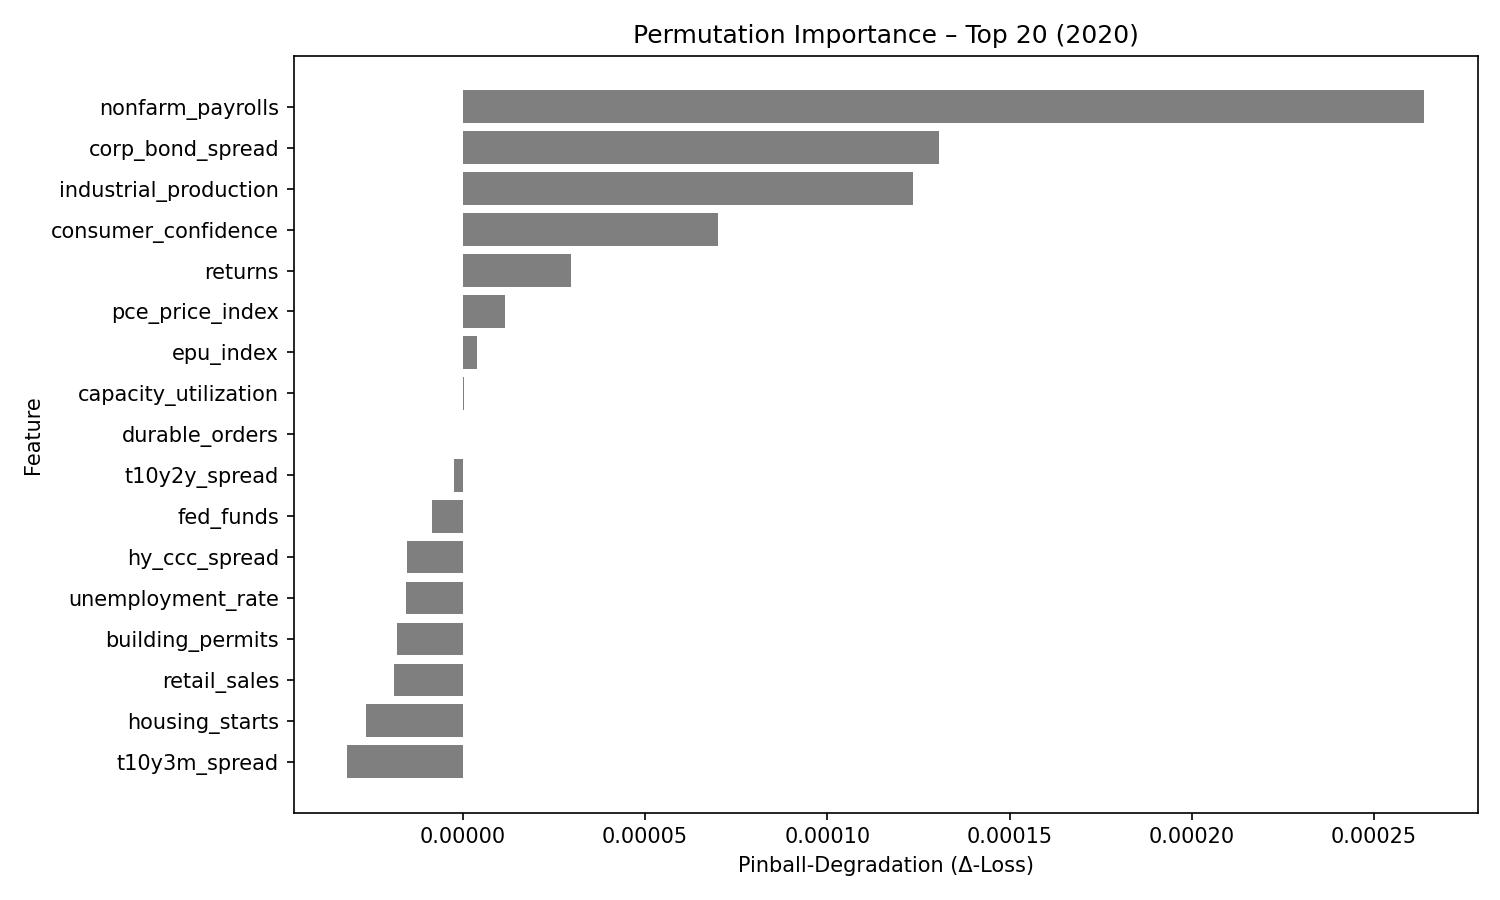 Permutation Importance – Top 20 (2020)
nonfarm_payrolls
corp_bond_spread
industrial_production
consumer_confidence
returns
pce_price_index
epu_index
capacity_utilization
durable_orders
t10y2y_spread
fed_funds
hy_ccc_spread
unemployment_rate
building_permits
retail_sales
housing_starts
t10y3m_spread
Feature
0.00000 0.00005 0.00010 0.00015 0.00020 0.00025
Pinball-Degradation (Δ-Loss)